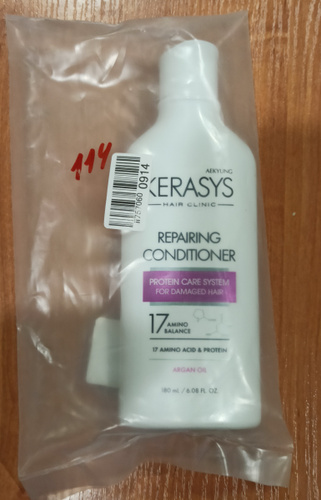 114
8257060 0914
AEKYUNG
KERASYS
HAIR CLINIC
REPAIRING
CONDITIONER
PROTEIN CARE SYSTEM
FOR DAMAGED HAIR
17 AMINO
BALANCE
17 AMINO ACID & PROTEIN
ARGAN OIL
180 mL / 6.08 FL. OZ.